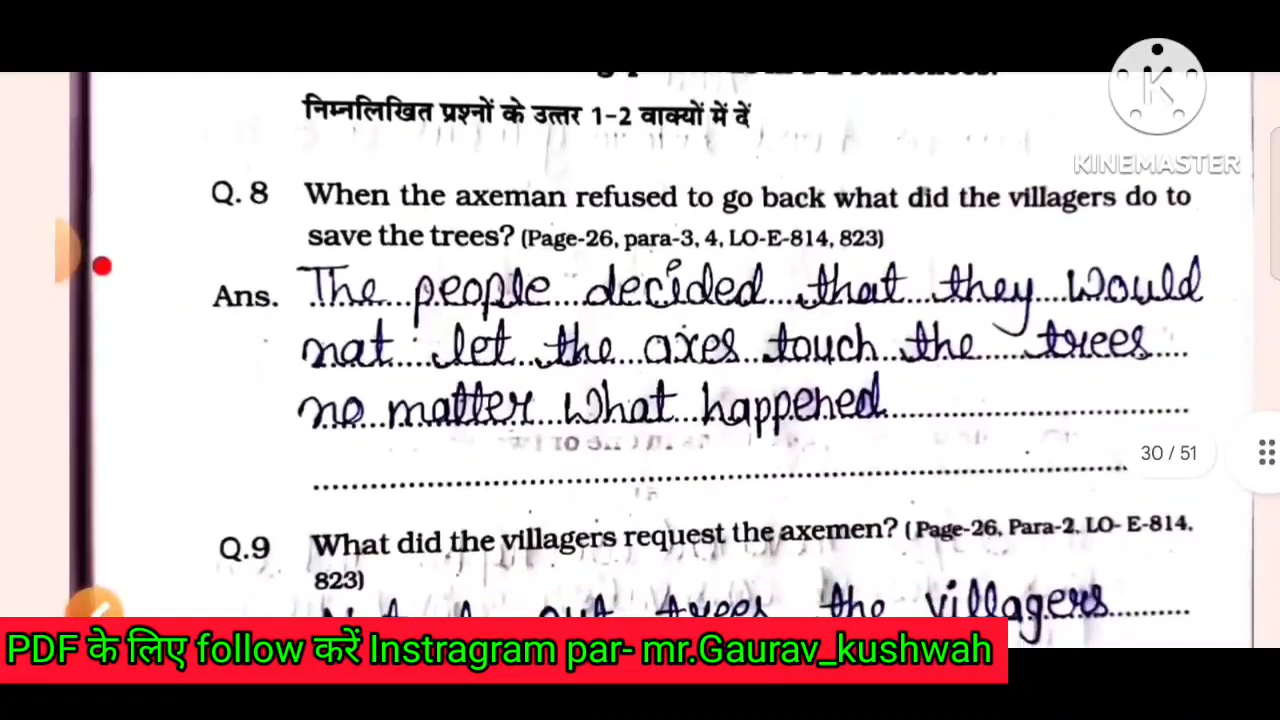 निम्नलिखित प्रश्नों के उत्तर 1-2 वाक्यों में दें
KINEMASTER
Q. 8 When the axeman refused to go back what did the villagers do to
save the trees? (Page-26, para-3, 4, LO-E-814, 823)
Ans. The people decided that they would
nat let the axes touch the trees
no matter what happened
30 / 51
Q.9 What did the villagers request the axemen? (Page-26, Para-2, LO- E-814,
823)
trees the villagers
PDF के लिए follow करें Instragram par- mr.Gaurav_kushwah